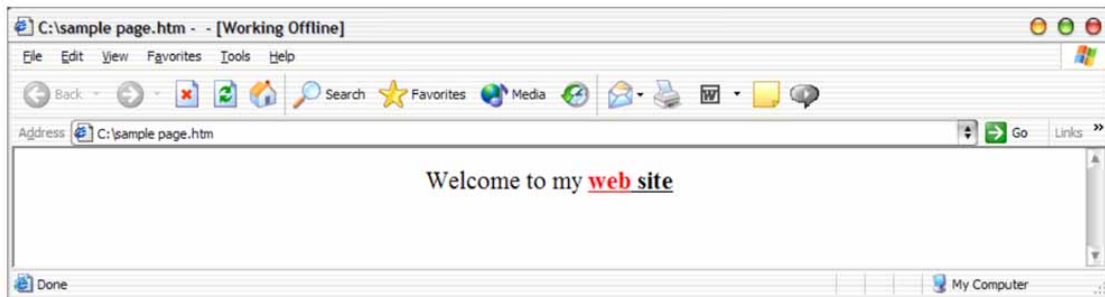 C:\sample page.htm - - [Working Offline]
File Edit View Favorites Tools Help
Back Search Favorites Media W
Address C:\sample page.htm Go Links »
Welcome to my web site
Done My Computer